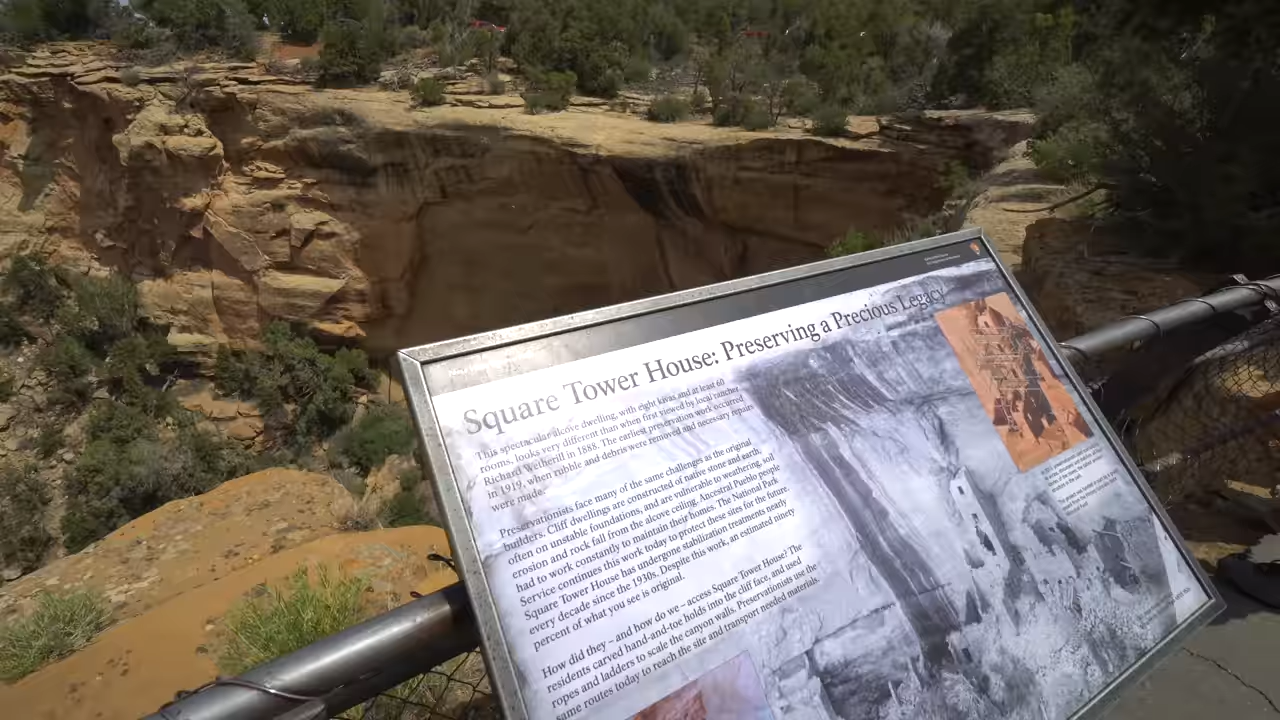 Square Tower House: Preserving a Precious Legacy
This spectacular alcove dwelling, with eight kivas and at least 60
rooms, looks very different than when first viewed by local rancher
Richard Wetherill in 1888. The earliest preservation work occurred
in 1919, when rubble and debris were removed and necessary repairs
were made.
Preservationists face many of the same challenges as the original
builders. Cliff dwellings are constructed of native stone and earth,
often on unstable foundations, and are vulnerable to weathering, soil
erosion and rock fall from the alcove ceiling. Ancestral Pueblo people
had to work constantly to maintain their homes. The National Park
Service continues this work today to protect these sites for the future.
Square Tower House has undergone stabilization treatments nearly
every decade since the 1930s. Despite this work, an estimated ninety
percent of what you see is original.
How did they – and how do we – access Square Tower House? The
residents carved hand-and-toe holds into the cliff face, and used
ropes and ladders to scale the canyon walls. Preservationists use the
same routes today to reach the site and transport needed materials.